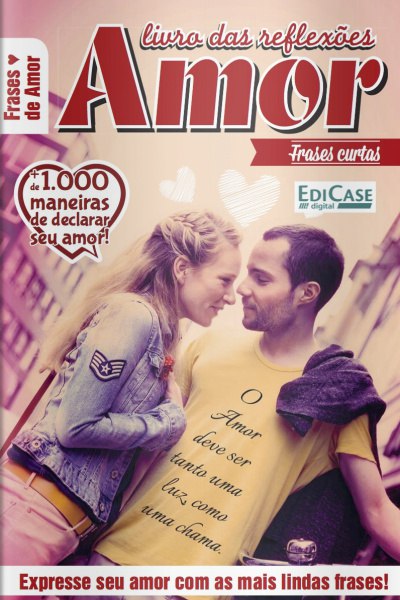 Frases ♥
de Amor
livro das reflexões
Amor
Frases curtas
+ de 1.000
maneiras
de declarar
seu amor!
EDICASE
digital
O
Amor
deve ser
tanto uma
luz como
uma chama.
Expresse seu amor com as mais lindas frases!